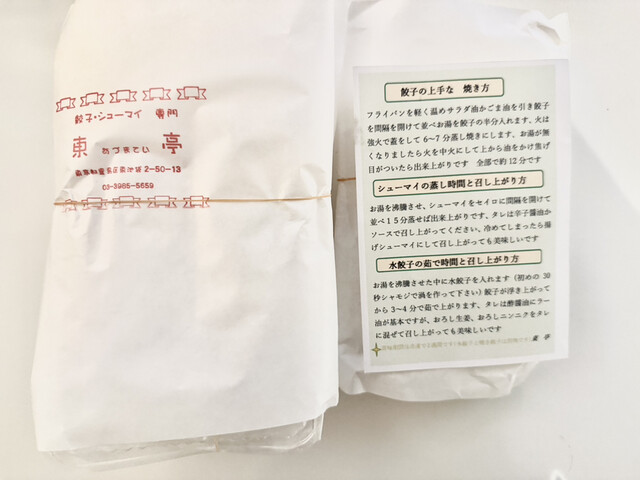 餃子・シューマイ 専門
東 あづまてい 亭
東京都豊島区南池袋2-50-13
03-3985-5659
餃子の上手な 焼き方
フライパンを軽く温めサラダ油かごま油を引き餃子
を間隔を開けて並べお湯を餃子の半分入れます、火は
強火で蓋をして6~7分蒸し焼きにします、お湯が無
くなりましたら火を中火にして上から油をかけ焦げ
目がついたら出来上がりです 全部で約12分です
シューマイの蒸し時間と召し上がり方
お湯を沸騰させ、シューマイをセイロに間隔を開けて
並べ15分蒸せば出来上がりです、タレは辛子醤油か
ソースで召し上がってください、冷めてしまったら揚
げシューマイにして召し上がっても美味しいです
水餃子の茹で時間と召し上がり方
お湯を沸騰させた中に水餃子を入れます（初めの30
秒シャモジで渦を作って下さい）餃子が浮き上がって
から3~4分で茹で上がります、タレは酢醤油にラー
油が基本ですが、おろし生姜、おろしニンニクをタレ
に混ぜて召し上がっても美味しいです
東 亭